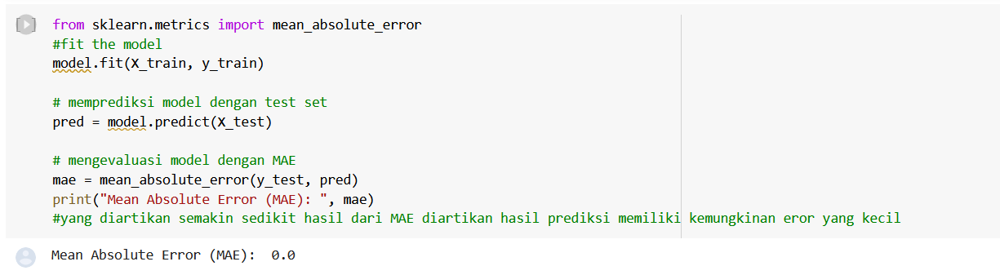 from sklearn.metrics import mean_absolute_error
#fit the model
model.fit(X_train, y_train)
# memprediksi model dengan test set
pred = model.predict(X_test)
# mengevaluasi model dengan MAE
mae = mean_absolute_error(y_test, pred)
print("Mean Absolute Error (MAE): ", mae)
#yang diartikan semakin sedikit hasil dari MAE diartikan hasil prediksi memiliki kemungkinan eror yang kecil
Mean Absolute Error (MAE):  0.0